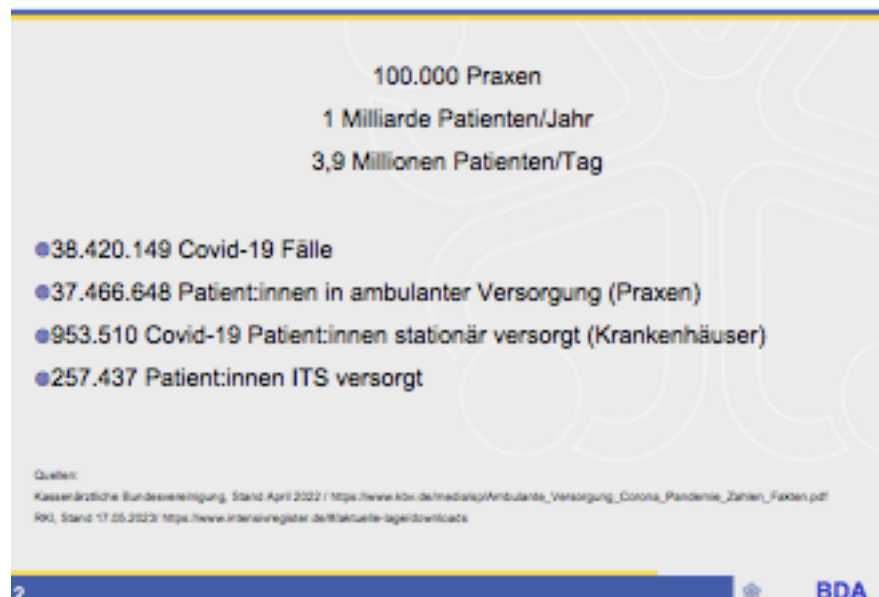 100.000 Praxen
1 Milliarde Patienten/Jahr
3,9 Millionen Patienten/Tag
38.420.149 Covid-19 Fälle
37.466.648 Patient:innen in ambulanter Versorgung (Praxen)
953.510 Covid-19 Patient:innen stationär versorgt (Krankenhäuser)
257.437 Patient:innen ITS versorgt
Quellen:
Kassenärztliche Bundesvereinigung, Stand April 2022 / https://www.kbv.de/media/sp/Ambulante_Versorgung_Corona_Pandemie_Zahlen_Fakten.pdf
RKI, Stand 17.05.2023/ https://www.intensivregister.de/#/aktuelle-lage/downloads
2
BDA